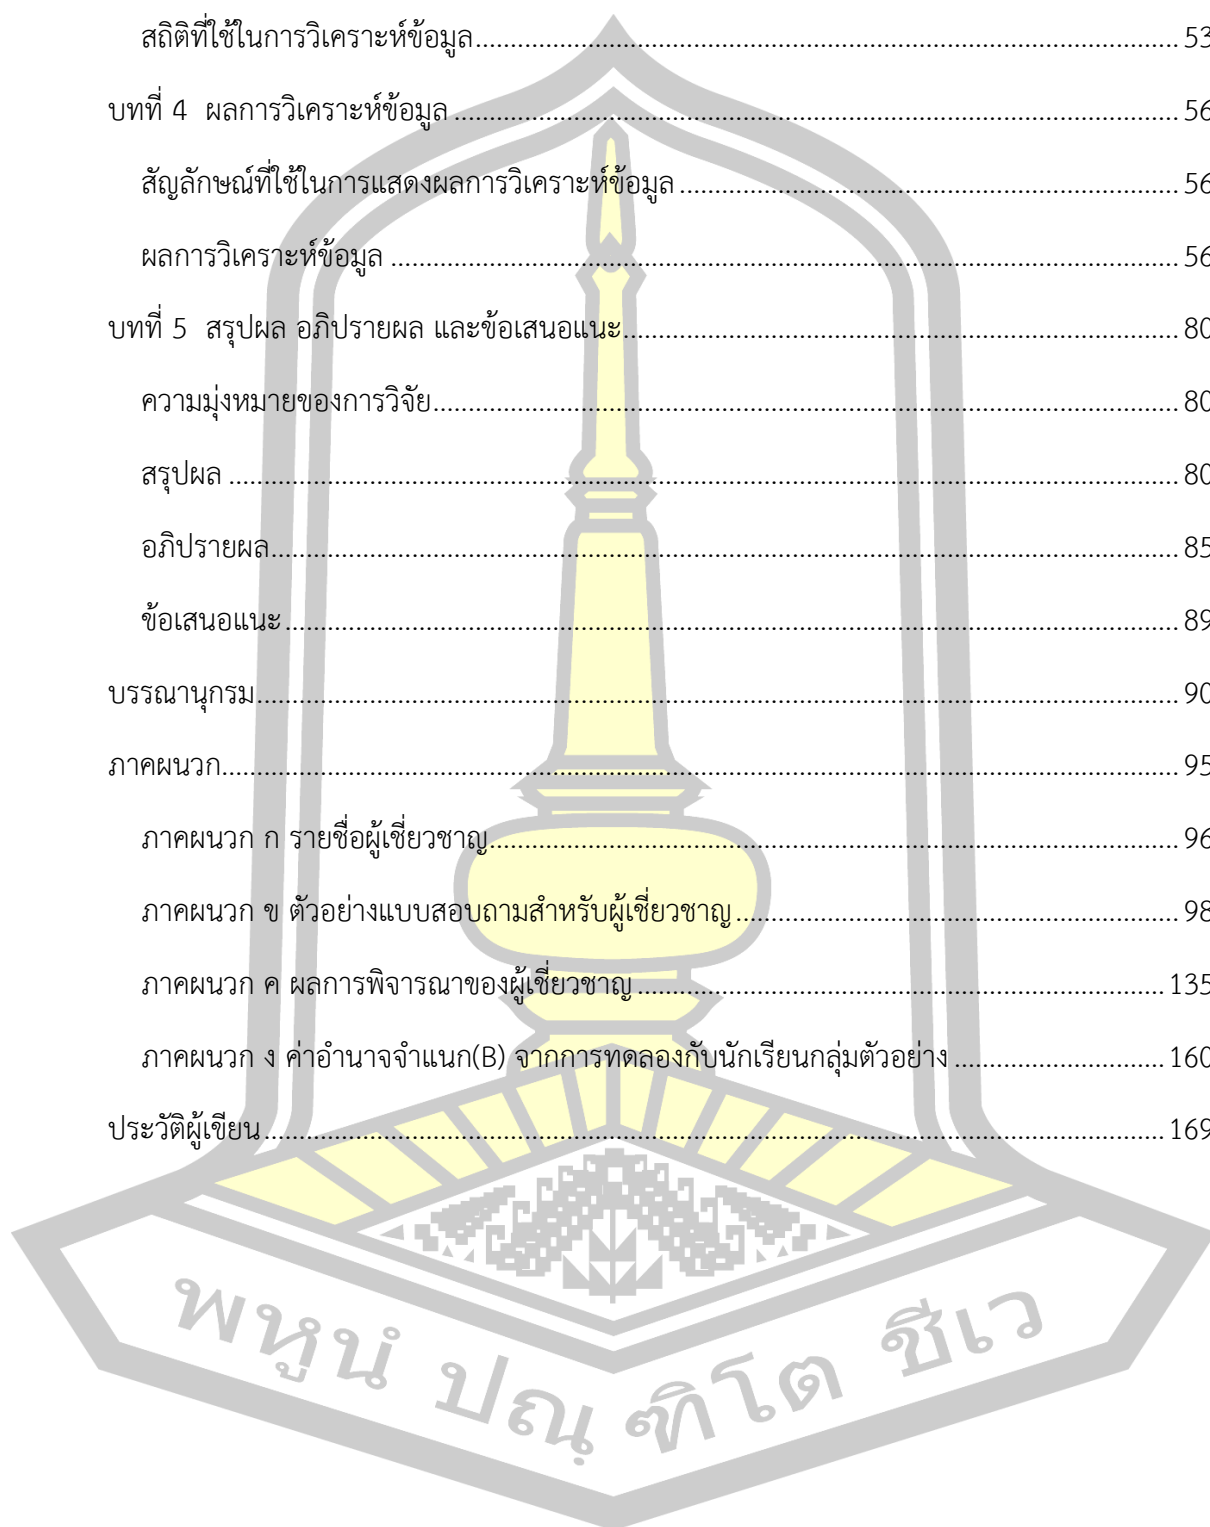 สถิติที่ใช้ในการวิเคราะห์ข้อมูล 53
บทที่ 4 ผลการวิเคราะห์ข้อมูล 56
สัญลักษณ์ที่ใช้ในการแสดงผลการวิเคราะห์ข้อมูล 56
ผลการวิเคราะห์ข้อมูล 56
บทที่ 5 สรุปผล อภิปรายผล และข้อเสนอแนะ 80
ความมุ่งหมายของการวิจัย 80
สรุปผล 80
อภิปรายผล 85
ข้อเสนอแนะ 89
บรรณานุกรม 90
ภาคผนวก 95
ภาคผนวก ก รายชื่อผู้เชี่ยวชาญ 96
ภาคผนวก ข ตัวอย่างแบบสอบถามสำหรับผู้เชี่ยวชาญ 98
ภาคผนวก ค ผลการพิจารณาของผู้เชี่ยวชาญ 135
ภาคผนวก ง ค่าอำนาจจำแนก(B) จากการทดลองกับนักเรียนกลุ่มตัวอย่าง 160
ประวัติผู้เขียน 169
พหูนํ ปณฺฑิโต ชีเว